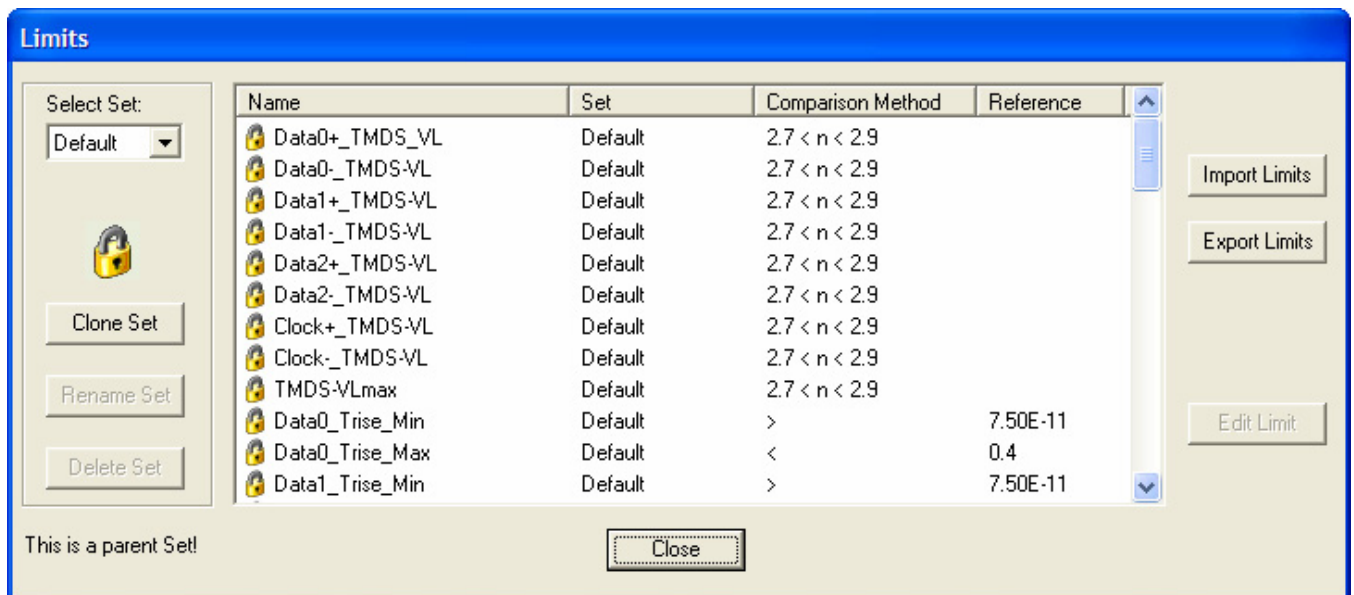 Limits
Select Set:
Default
Clone Set
Rename Set
Delete Set
This is a parent Set!
Name Set Comparison Method Reference
Data0+_TMDS_VL Default 2.7 < n < 2.9
Data0-_TMDS-VL Default 2.7 < n < 2.9
Data1+_TMDS-VL Default 2.7 < n < 2.9
Data1-_TMDS-VL Default 2.7 < n < 2.9
Data2+_TMDS-VL Default 2.7 < n < 2.9
Data2-_TMDS-VL Default 2.7 < n < 2.9
Clock+_TMDS-VL Default 2.7 < n < 2.9
Clock-_TMDS-VL Default 2.7 < n < 2.9
TMDS-VLmax Default 2.7 < n < 2.9
Data0_Trise_Min Default > 7.50E-11
Data0_Trise_Max Default < 0.4
Data1_Trise_Min Default > 7.50E-11
Import Limits
Export Limits
Edit Limit
Close